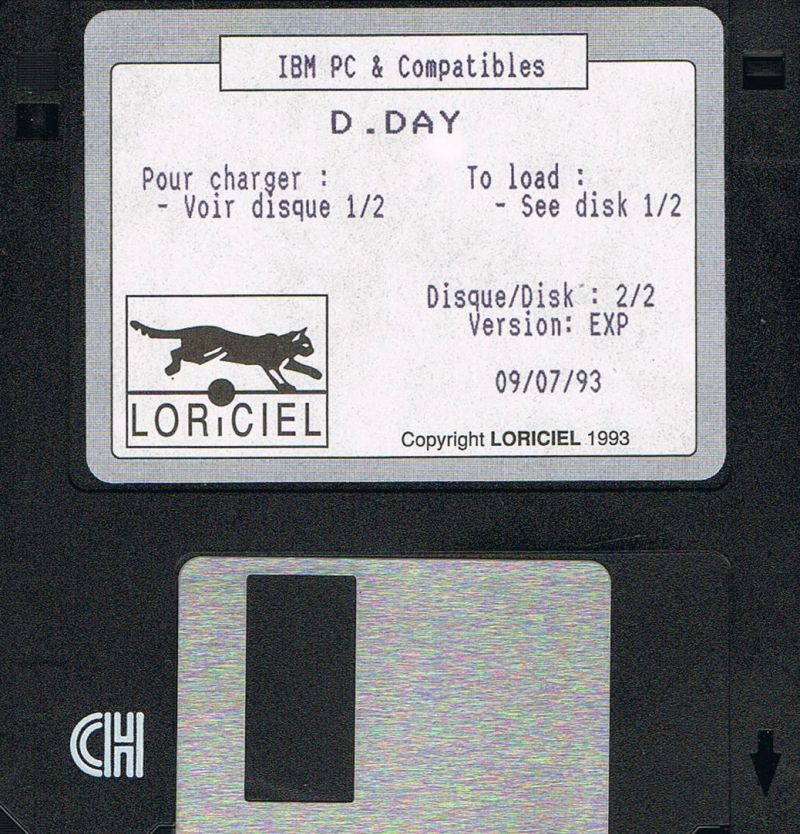 IBM PC & Compatibles
D.DAY
Pour charger :
- Voir disque 1/2
To load :
- See disk 1/2
Disque/Disk : 2/2
Version: EXP
09/07/93
LORiCIEL
Copyright LORICIEL 1993
CH